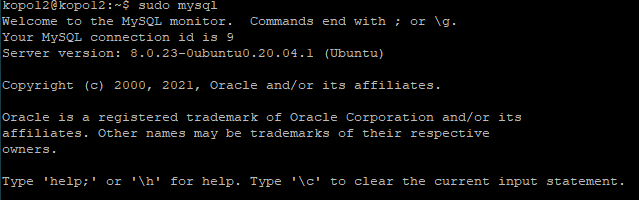 kopo12@kopo12:~$ sudo mysql
Welcome to the MySQL monitor.  Commands end with ; or \g.
Your MySQL connection id is 9
Server version: 8.0.23-0ubuntu0.20.04.1 (Ubuntu)
Copyright (c) 2000, 2021, Oracle and/or its affiliates.
Oracle is a registered trademark of Oracle Corporation and/or its
affiliates. Other names may be trademarks of their respective
owners.
Type 'help;' or '\h' for help. Type '\c' to clear the current input statement.